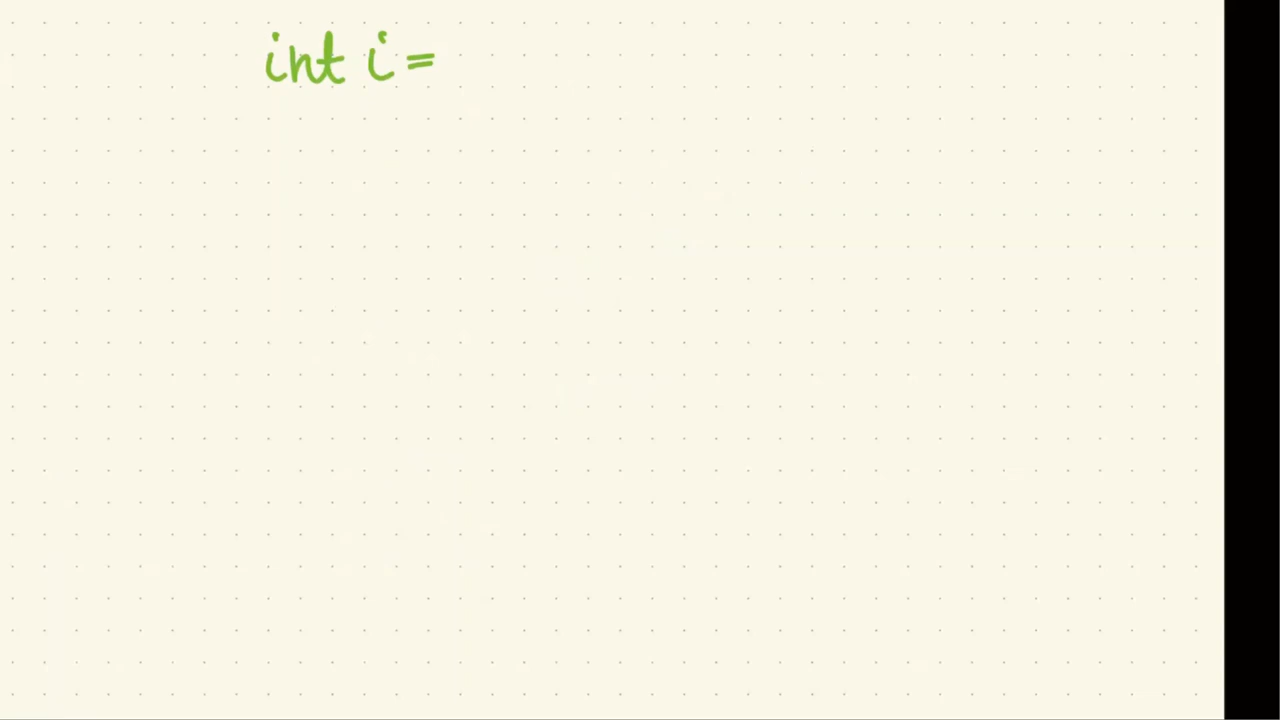 int i =